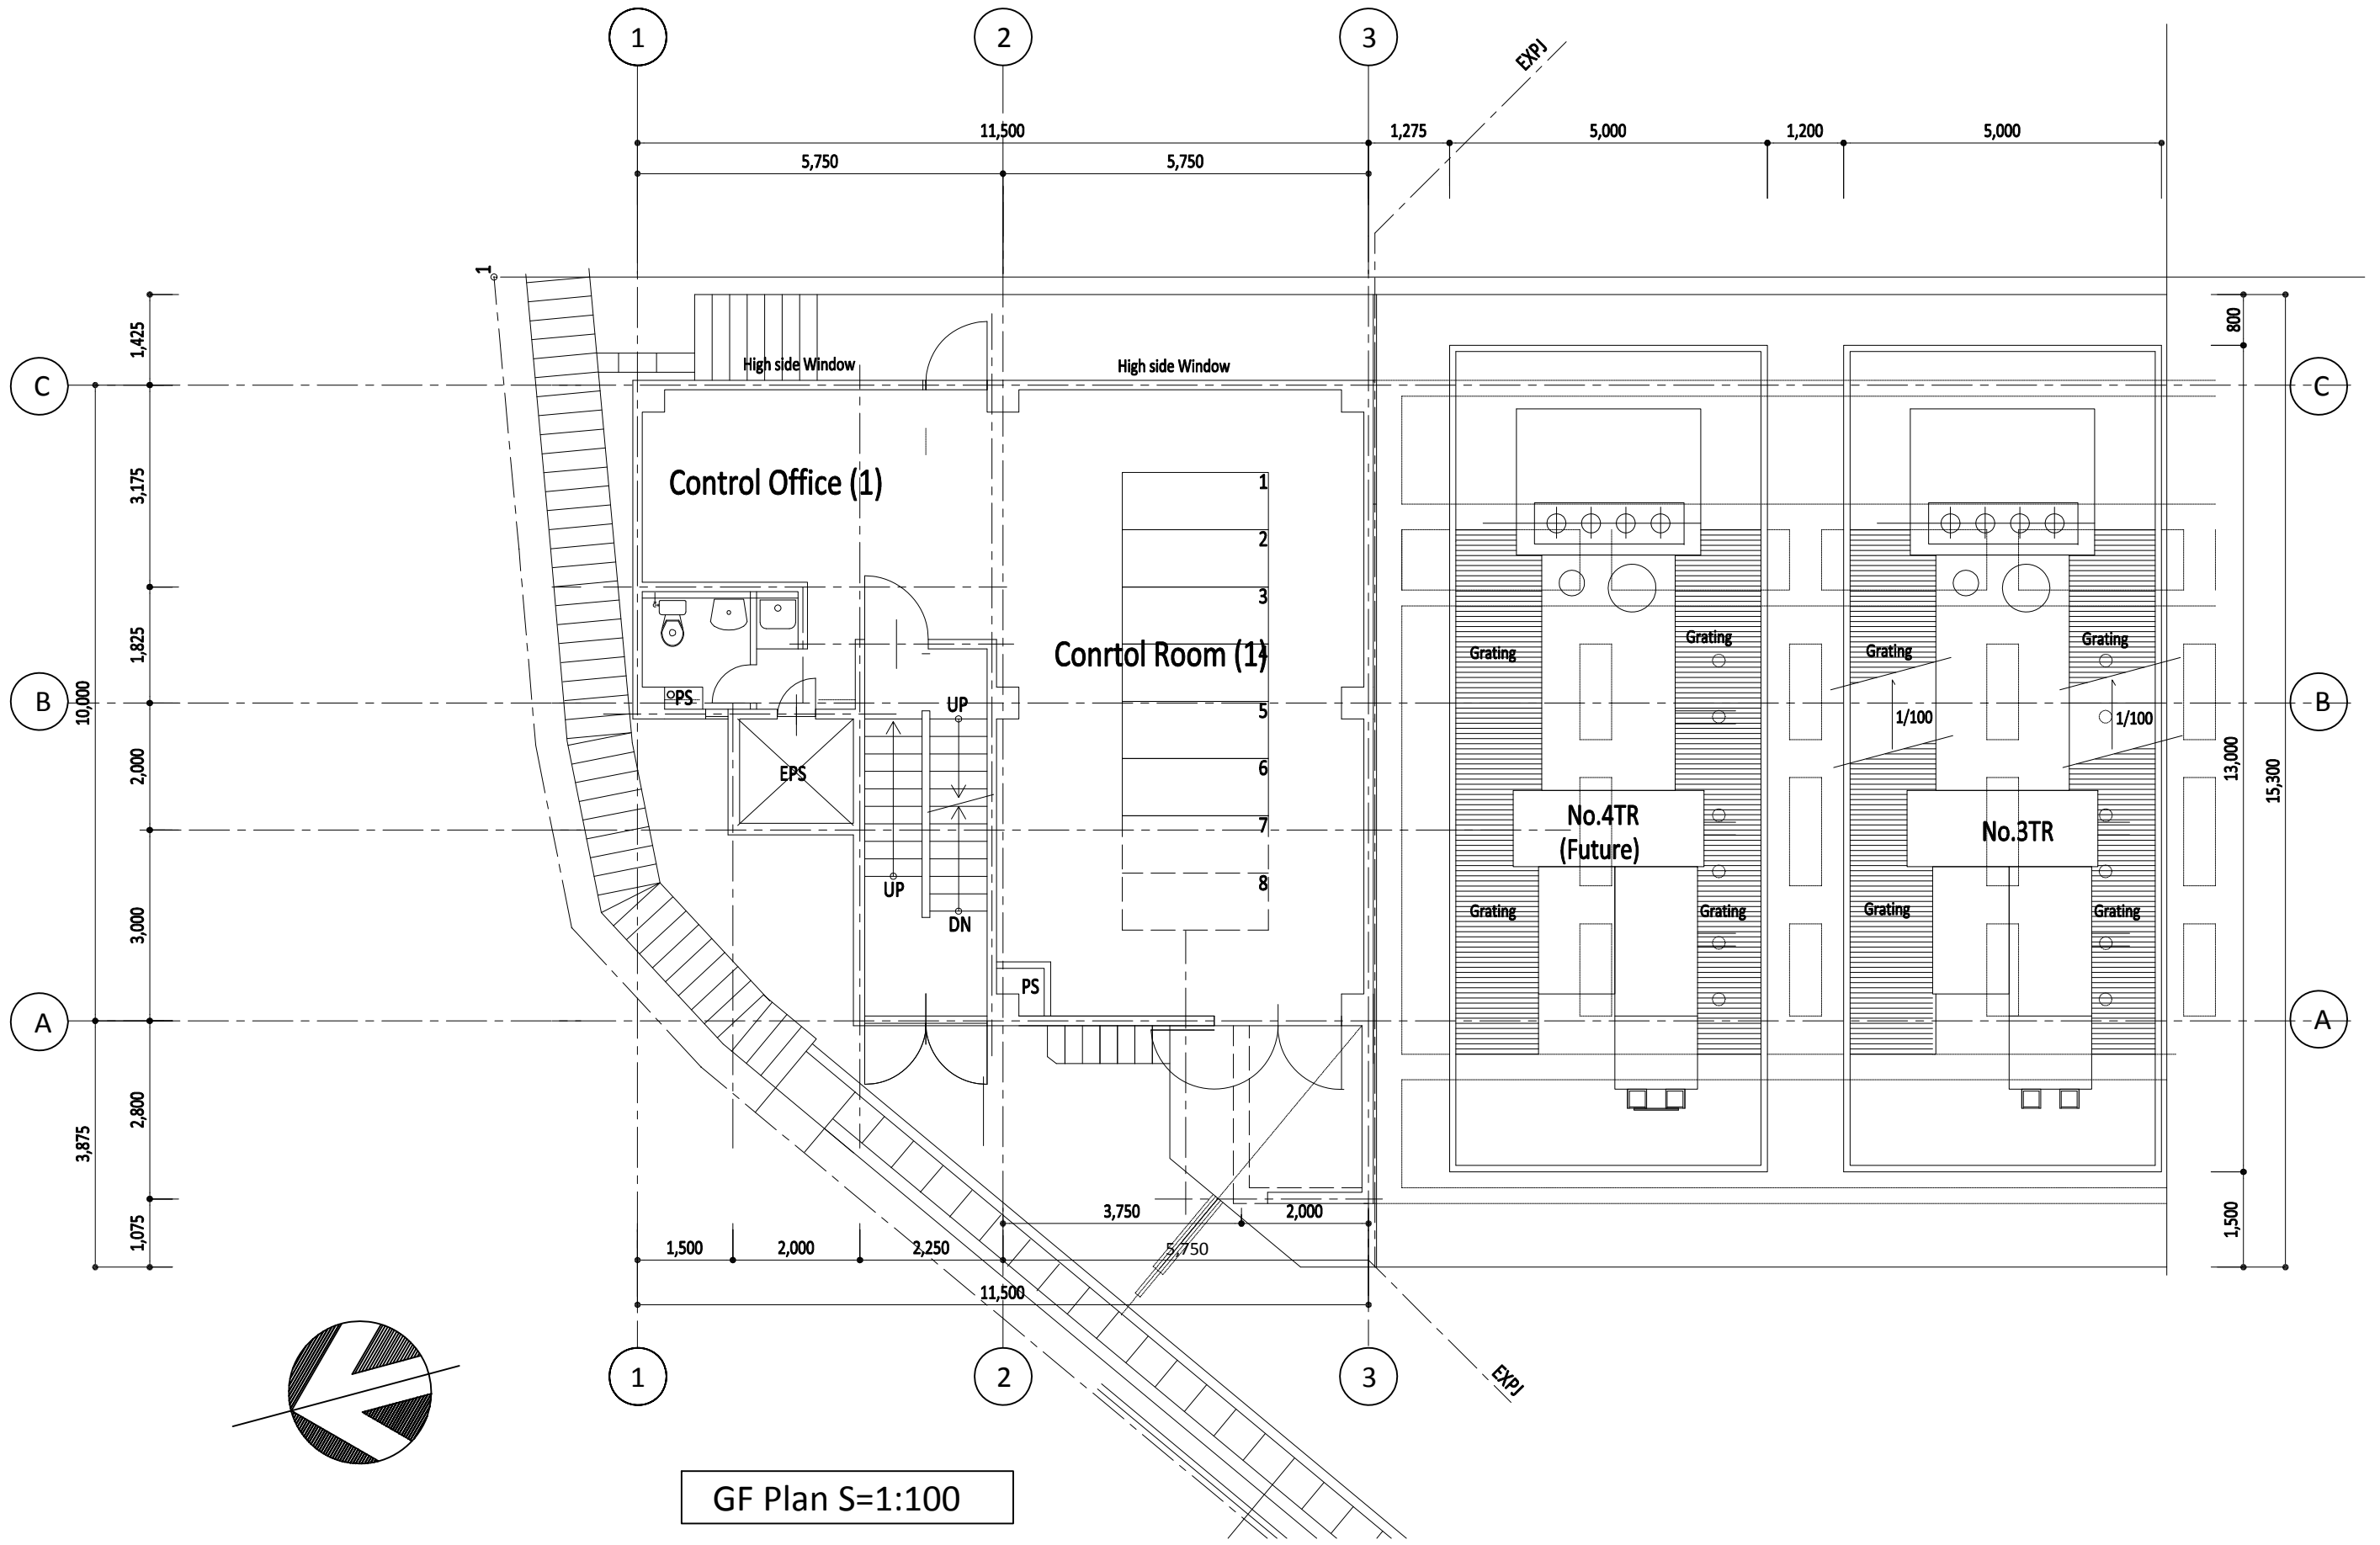 1
2
3
EXPJ
11,500
1,275
5,000
1,200
5,000
5,750
5,750
1
1,425
800
High side Window
High side Window
C
C
3,175
Control Office (1)
1
2
3
1,825
Conrtol Room (1)
4
Grating
Grating
Grating
Grating
B
10,000
PS
UP
5
1/100
1/100
B
2,000
EPS
6
13,000
15,300
7
No.4TR
(Future)
No.3TR
UP
8
3,000
DN
Grating
Grating
Grating
Grating
PS
A
A
2,800
3,875
1,075
3,750
2,000
1,500
1,500
2,000
2,250
5,750
11,500
1
2
3
EXPJ
GF Plan S=1:100